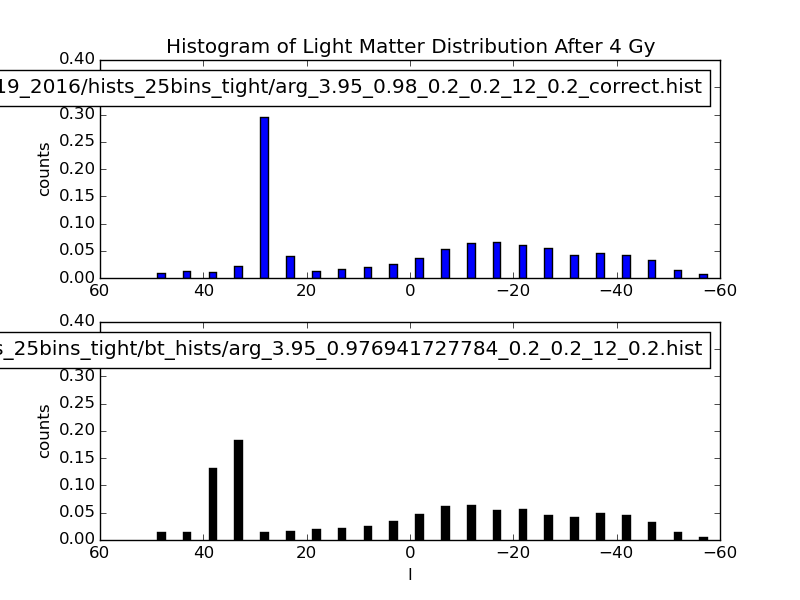 Histogram of Light Matter Distribution After 4 Gy
0.40
19_2016/hists_25bins_tight/arg_3.95_0.98_0.2_0.2_12_0.2_correct.hist
0.30
0.25
0.20
0.15
0.10
0.05
0.00
counts
60 40 20 0 −20 −40 −60
0.40
s_25bins_tight/bt_hists/arg_3.95_0.976941727784_0.2_0.2_12_0.2.hist
0.30
0.25
0.20
0.15
0.10
0.05
0.00
counts
60 40 20 0 −20 −40 −60
l